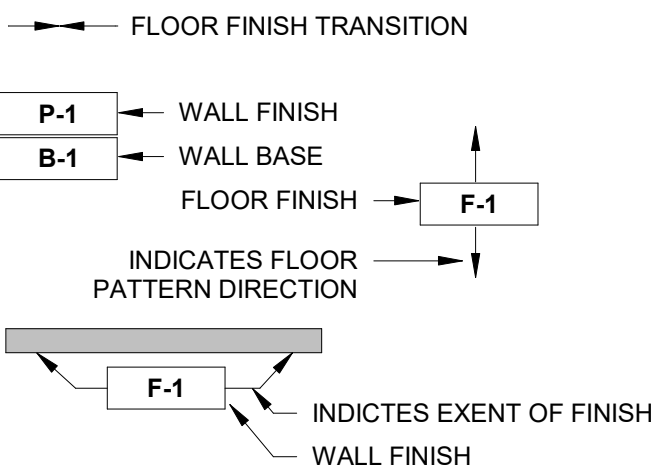 FLOOR FINISH TRANSITION
P-1
WALL FINISH
B-1
WALL BASE
FLOOR FINISH
F-1
INDICATES FLOOR
PATTERN DIRECTION
F-1
INDICTES EXENT OF FINISH
WALL FINISH